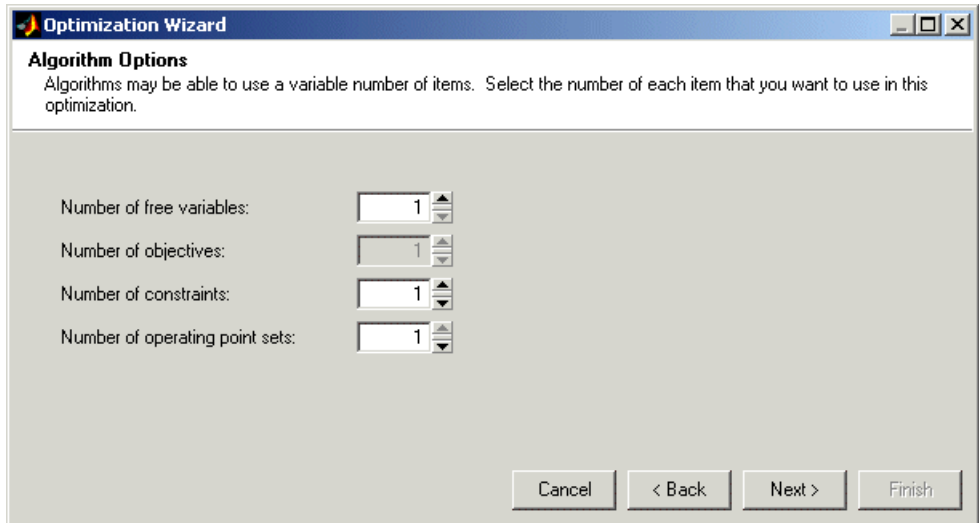 Optimization Wizard
Algorithm Options
Algorithms may be able to use a variable number of items. Select the number of each item that you want to use in this
optimization.
Number of free variables: 1
Number of objectives: 1
Number of constraints: 1
Number of operating point sets: 1
Cancel < Back Next > Finish